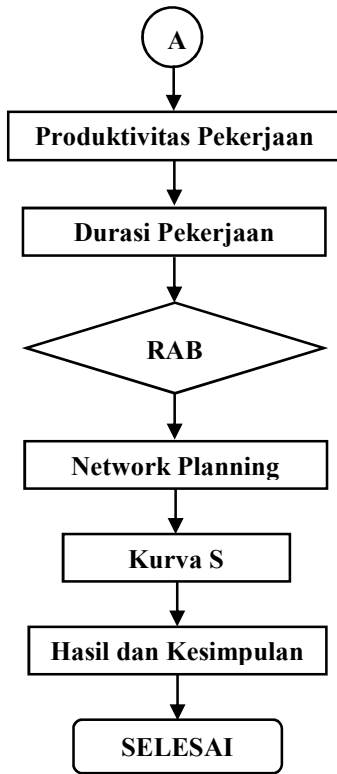 A
Produktivitas Pekerjaan
Durasi Pekerjaan
RAB
Network Planning
Kurva S
Hasil dan Kesimpulan
SELESAI